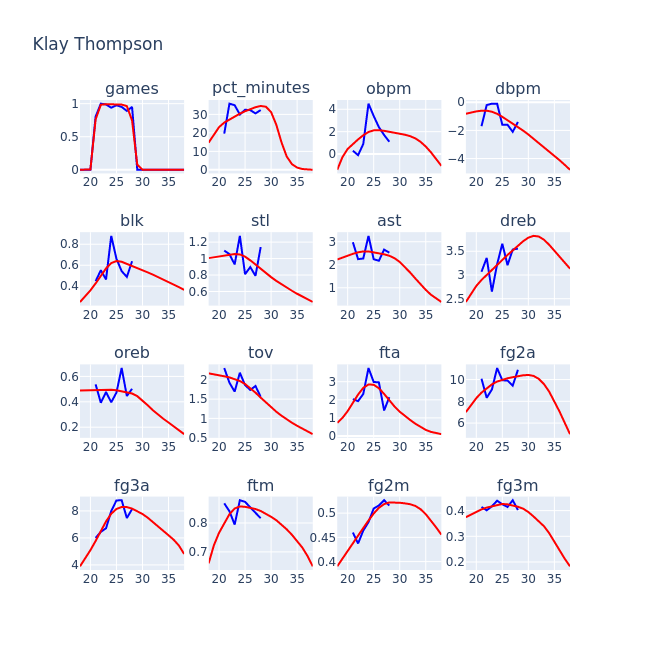 Klay Thompson
games
pct_minutes
obpm
dbpm
1
0.5
0
20 25 30 35
30
20
10
0
20 25 30 35
4
2
0
20 25 30 35
0
−2
−4
20 25 30 35
blk
stl
ast
dreb
0.8
0.6
0.4
20 25 30 35
1.2
1
0.8
0.6
20 25 30 35
3
2
1
20 25 30 35
3.5
3
2.5
20 25 30 35
oreb
tov
fta
fg2a
0.6
0.4
0.2
20 25 30 35
2
1.5
1
0.5
20 25 30 35
3
2
1
0
20 25 30 35
10
8
6
20 25 30 35
fg3a
ftm
fg2m
fg3m
8
6
4
20 25 30 35
0.8
0.7
20 25 30 35
0.5
0.45
0.4
20 25 30 35
0.4
0.3
0.2
20 25 30 35